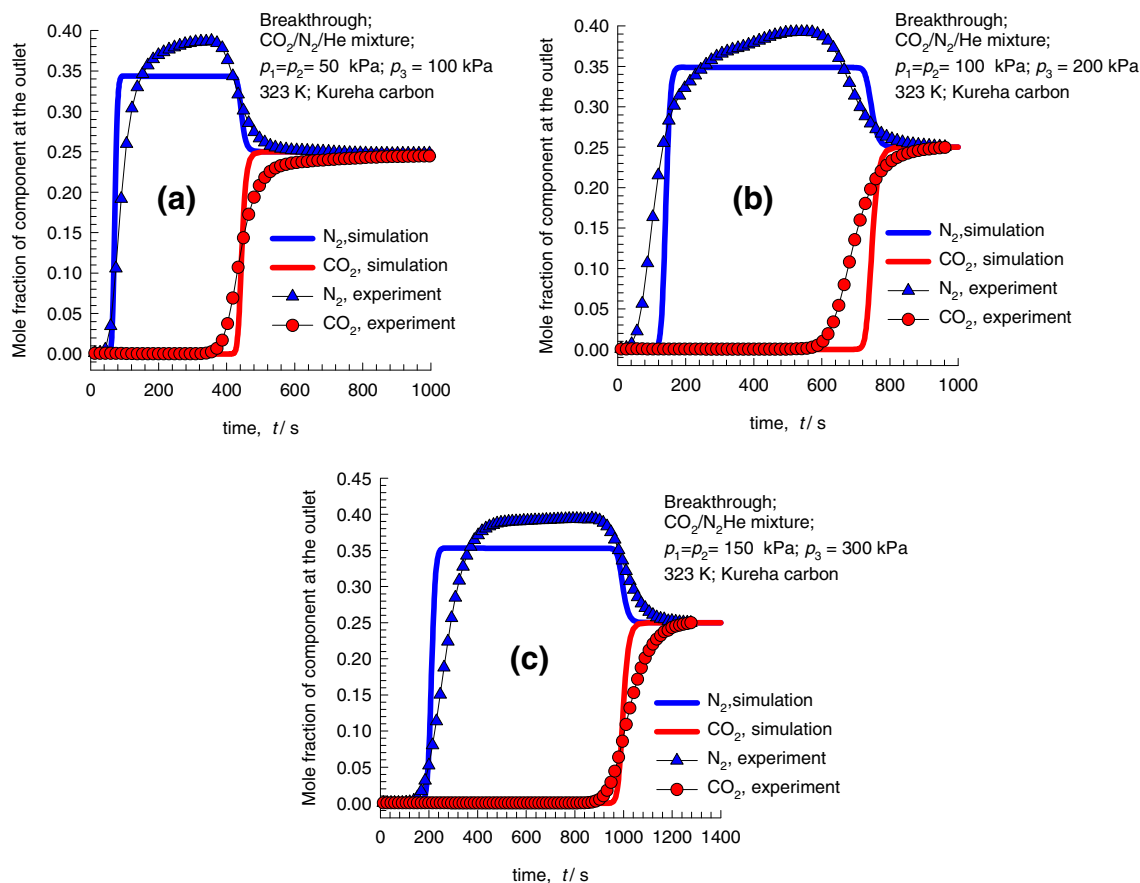 Breakthrough;
CO₂/N₂/He mixture;
p₁=p₂= 50 kPa; p₃ = 100 kPa
323 K; Kureha carbon
Mole fraction of component at the outlet
0.40
0.35
0.30
0.25
0.20
0.15
0.10
0.05
0.00
(a)
N₂,simulation
CO₂, simulation
N₂, experiment
CO₂, experiment
0 200 400 600 800 1000
time, t/ s
Breakthrough;
CO₂/N₂/He mixture;
p₁=p₂= 100 kPa; p₃ = 200 kPa
323 K; Kureha carbon
Mole fraction of component at the outlet
0.40
0.35
0.30
0.25
0.20
0.15
0.10
0.05
0.00
(b)
N₂,simulation
CO₂, simulation
N₂, experiment
CO₂, experiment
0 200 400 600 800 1000
time, t/ s
Breakthrough;
CO₂/N₂He mixture;
p₁=p₂= 150 kPa; p₃ = 300 kPa
323 K; Kureha carbon
Mole fraction of component at the outlet
0.45
0.40
0.35
0.30
0.25
0.20
0.15
0.10
0.05
0.00
(c)
N₂,simulation
CO₂, simulation
N₂, experiment
CO₂, experiment
0 200 400 600 800 1000 1200 1400
time, t/ s